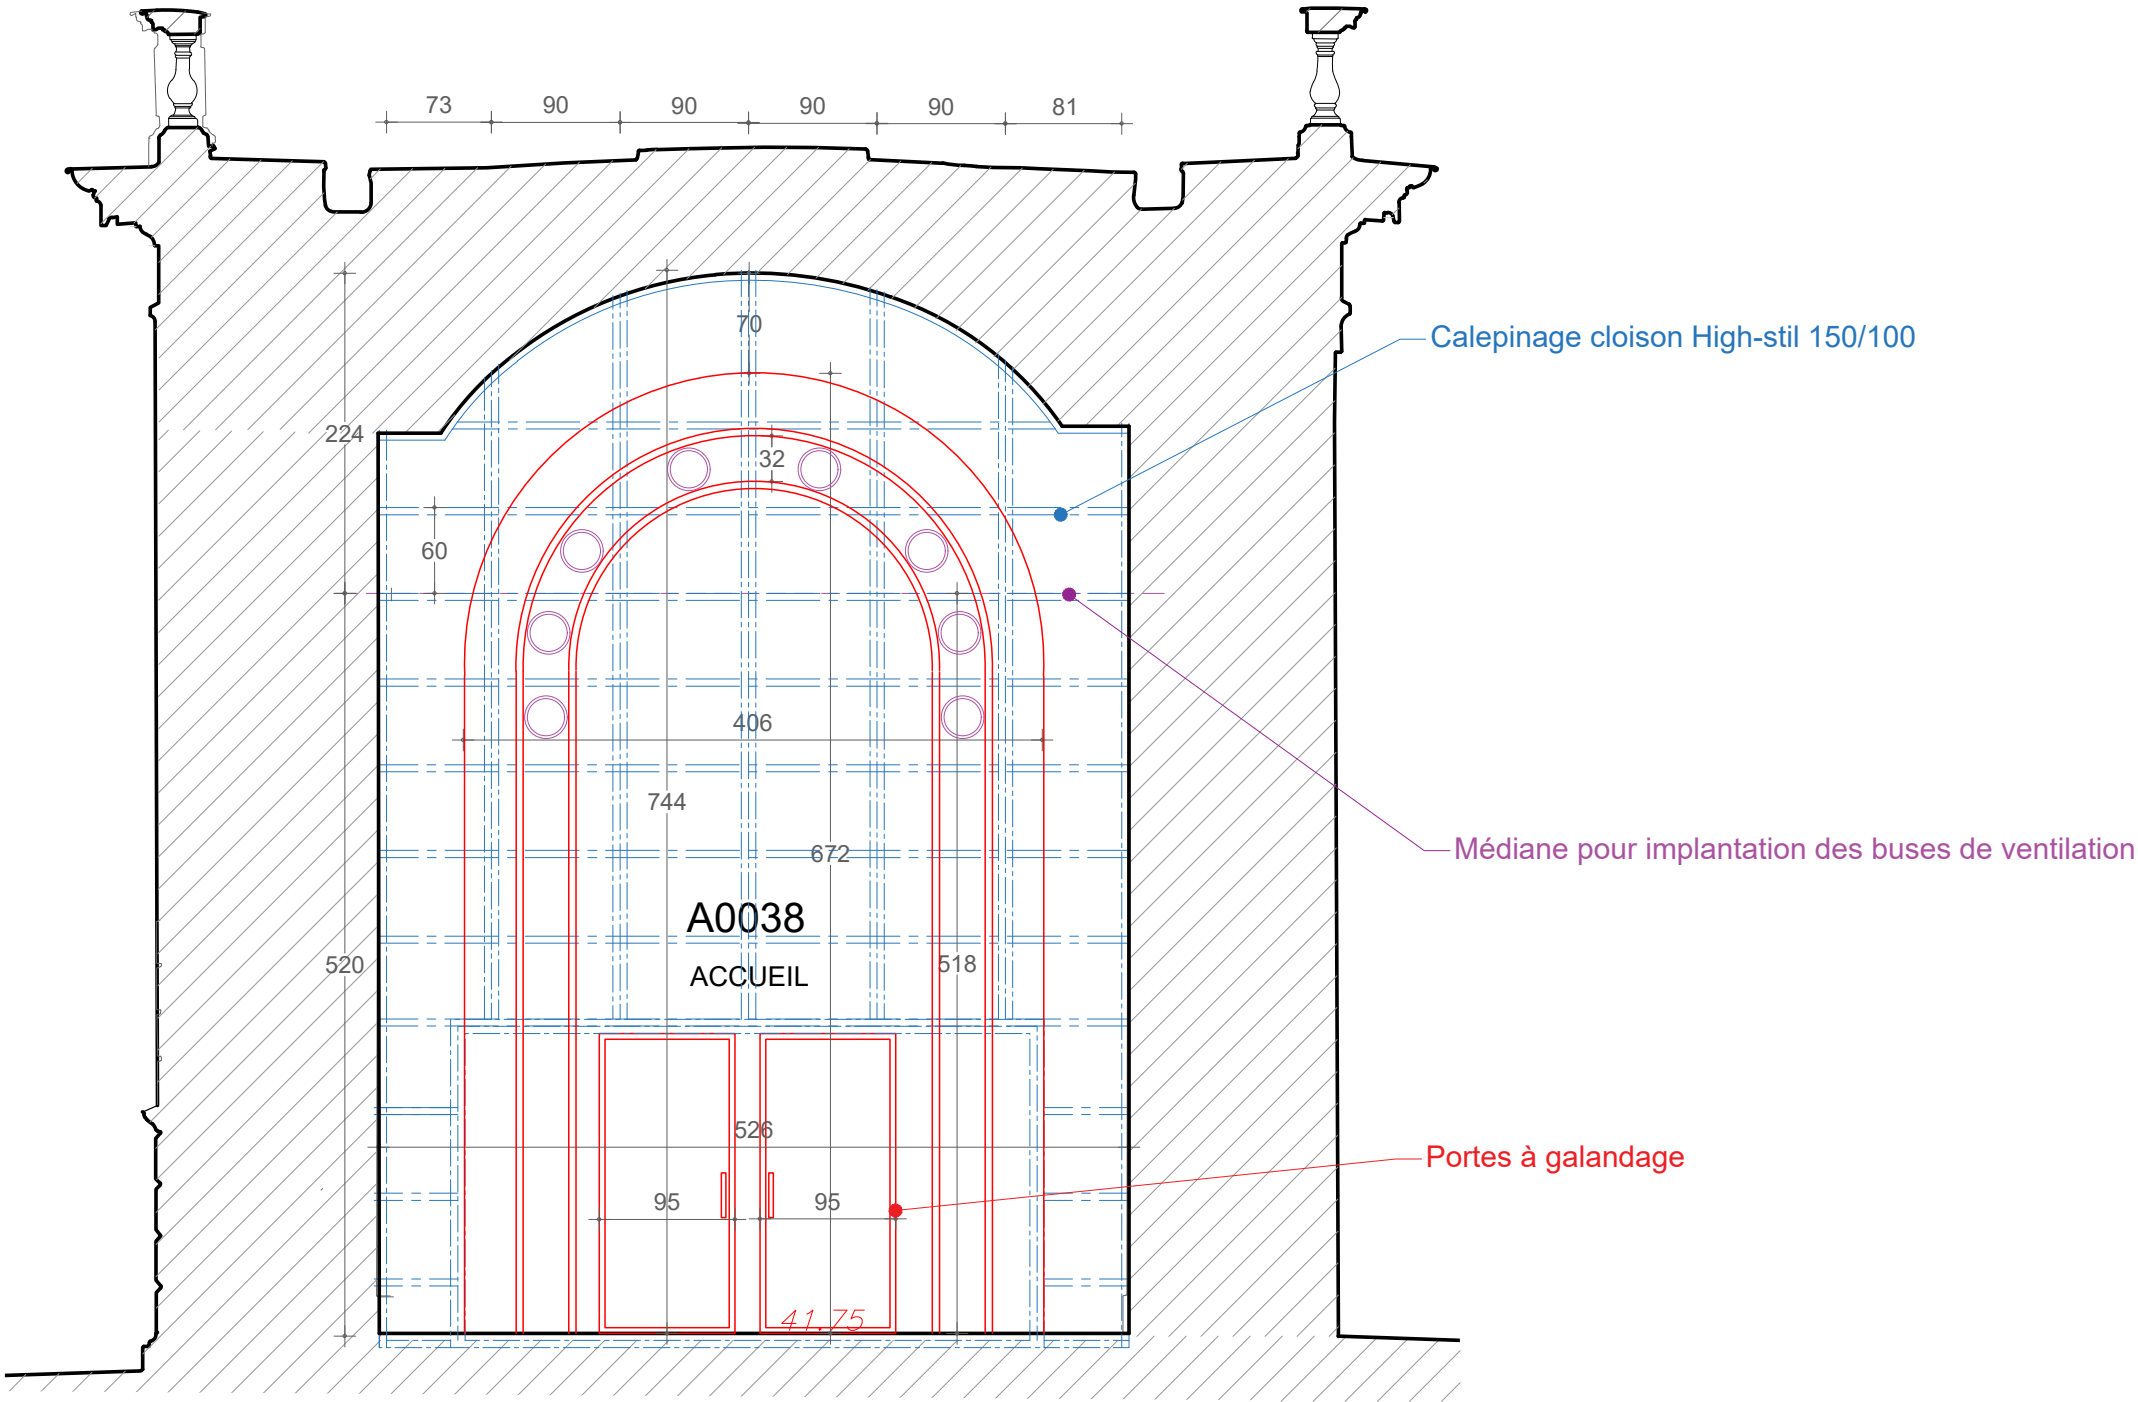 73 90 90 90 90 81
70
Calepinage cloison High-stil 150/100
224
32
60
406
744
Médiane pour implantation des buses de ventilation
672
A0038
520
518
ACCUEIL
526
Portes à galandage
95 95
41.75